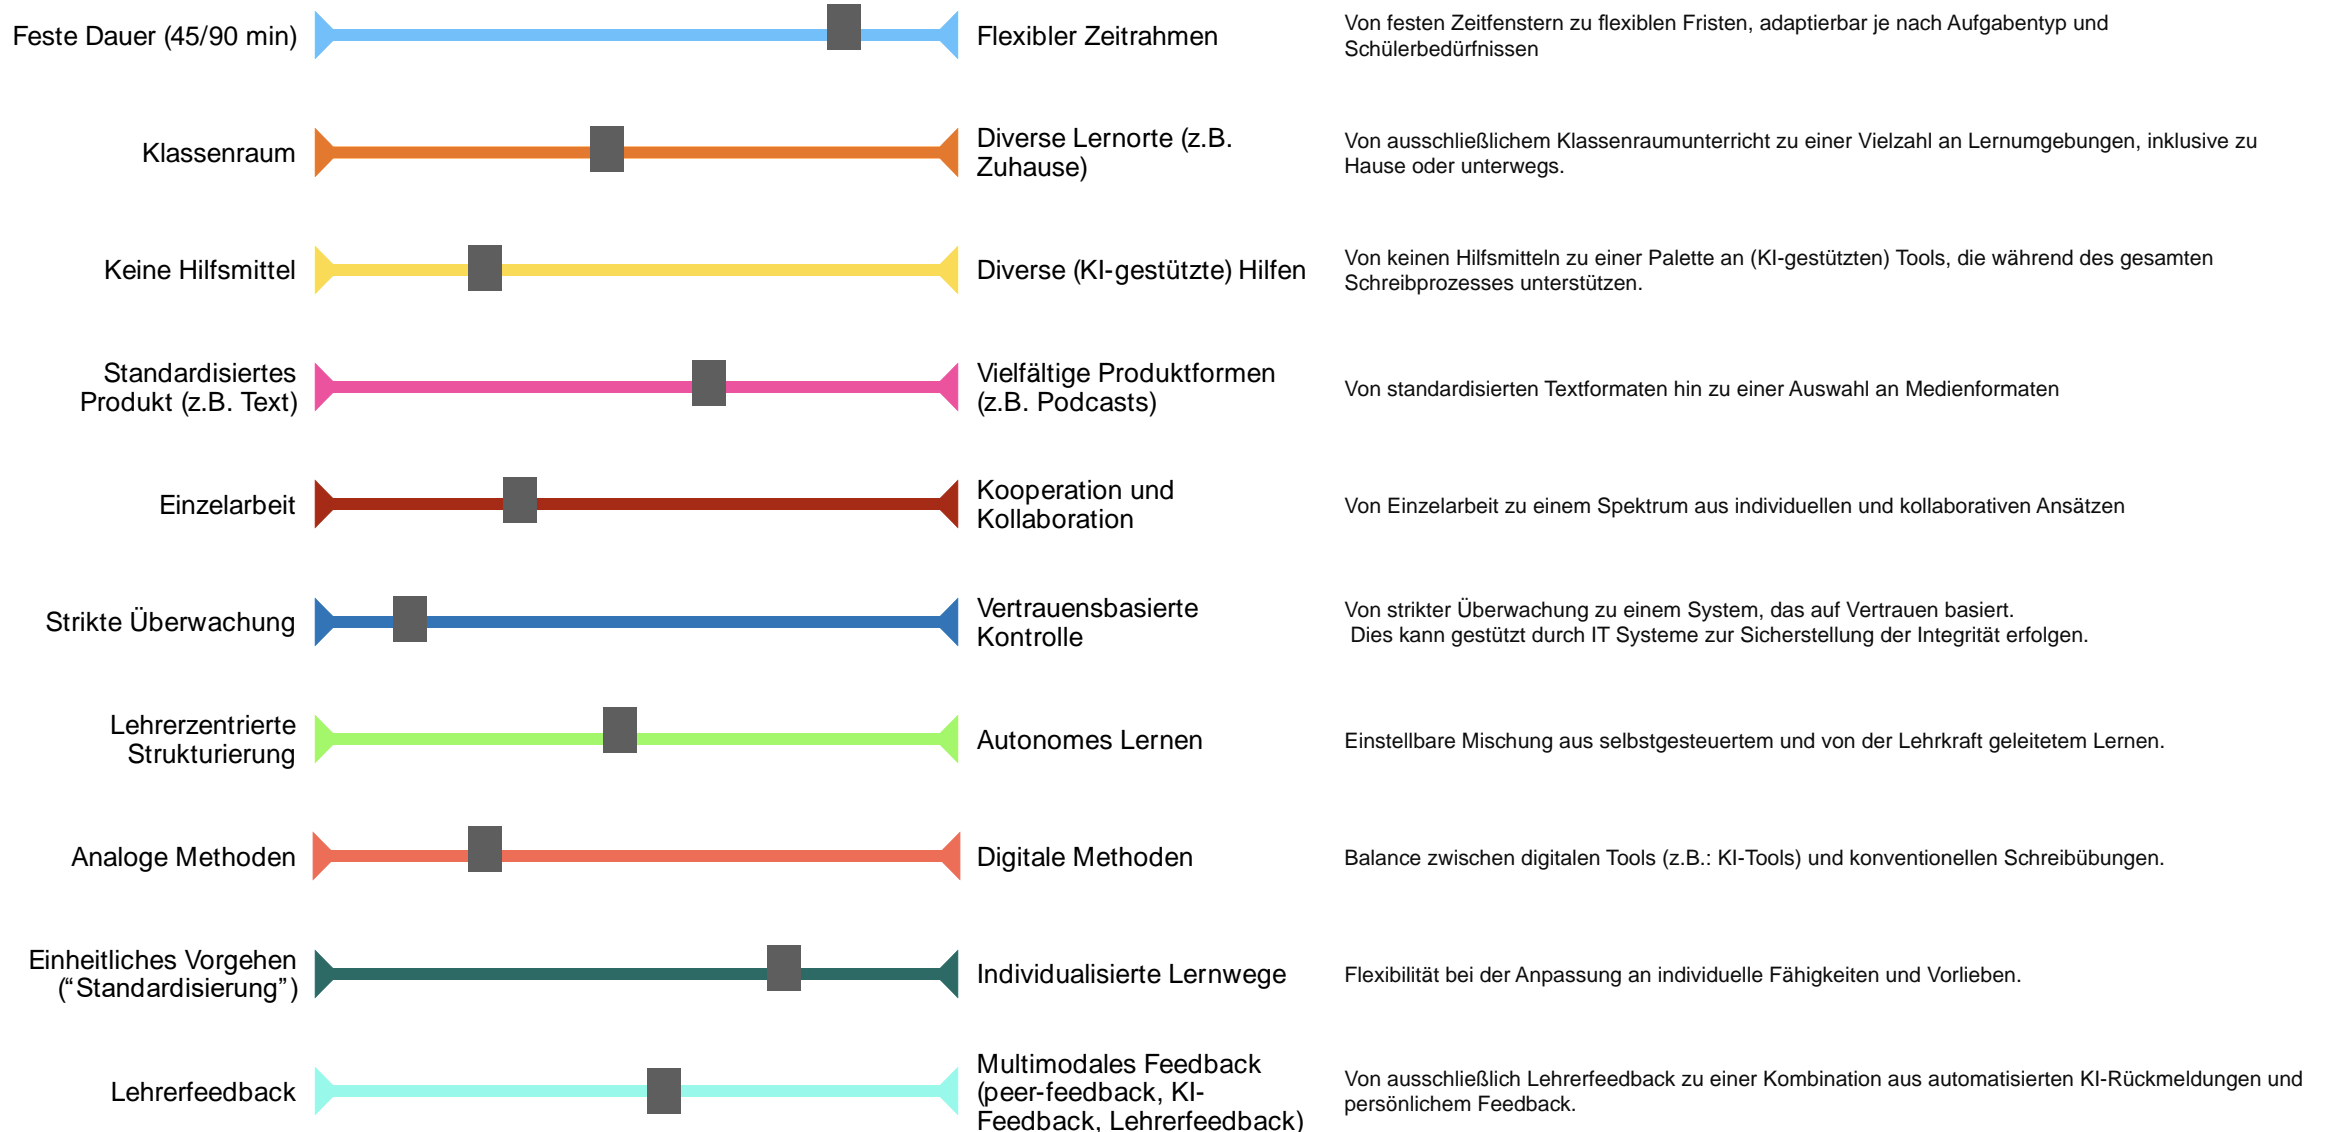 Feste Dauer (45/90 min)
Flexibler Zeitrahmen
Von festen Zeitfenstern zu flexiblen Fristen, adaptierbar je nach Aufgabentyp und
Schülerbedürfnissen
Klassenraum
Diverse Lernorte (z.B.
Zuhause)
Von ausschließlichem Klassenraumunterricht zu einer Vielzahl an Lernumgebungen, inklusive zu
Hause oder unterwegs.
Keine Hilfsmittel
Diverse (KI-gestützte) Hilfen
Von keinen Hilfsmitteln zu einer Palette an (KI-gestützten) Tools, die während des gesamten
Schreibprozesses unterstützen.
Standardisiertes
Produkt (z.B. Text)
Vielfältige Produktformen
(z.B. Podcasts)
Von standardisierten Textformaten hin zu einer Auswahl an Medienformaten
Einzelarbeit
Kooperation und
Kollaboration
Von Einzelarbeit zu einem Spektrum aus individuellen und kollaborativen Ansätzen
Strikte Überwachung
Vertrauensbasierte
Kontrolle
Von strikter Überwachung zu einem System, das auf Vertrauen basiert.
Dies kann gestützt durch IT Systeme zur Sicherstellung der Integrität erfolgen.
Lehrerzentrierte
Strukturierung
Autonomes Lernen
Einstellbare Mischung aus selbstgesteuertem und von der Lehrkraft geleitetem Lernen.
Analoge Methoden
Digitale Methoden
Balance zwischen digitalen Tools (z.B.: KI-Tools) und konventionellen Schreibübungen.
Einheitliches Vorgehen
(“Standardisierung”)
Individualisierte Lernwege
Flexibilität bei der Anpassung an individuelle Fähigkeiten und Vorlieben.
Lehrerfeedback
Multimodales Feedback
(peer-feedback, KI-
Feedback, Lehrerfeedback)
Von ausschließlich Lehrerfeedback zu einer Kombination aus automatisierten KI-Rückmeldungen und
persönlichem Feedback.